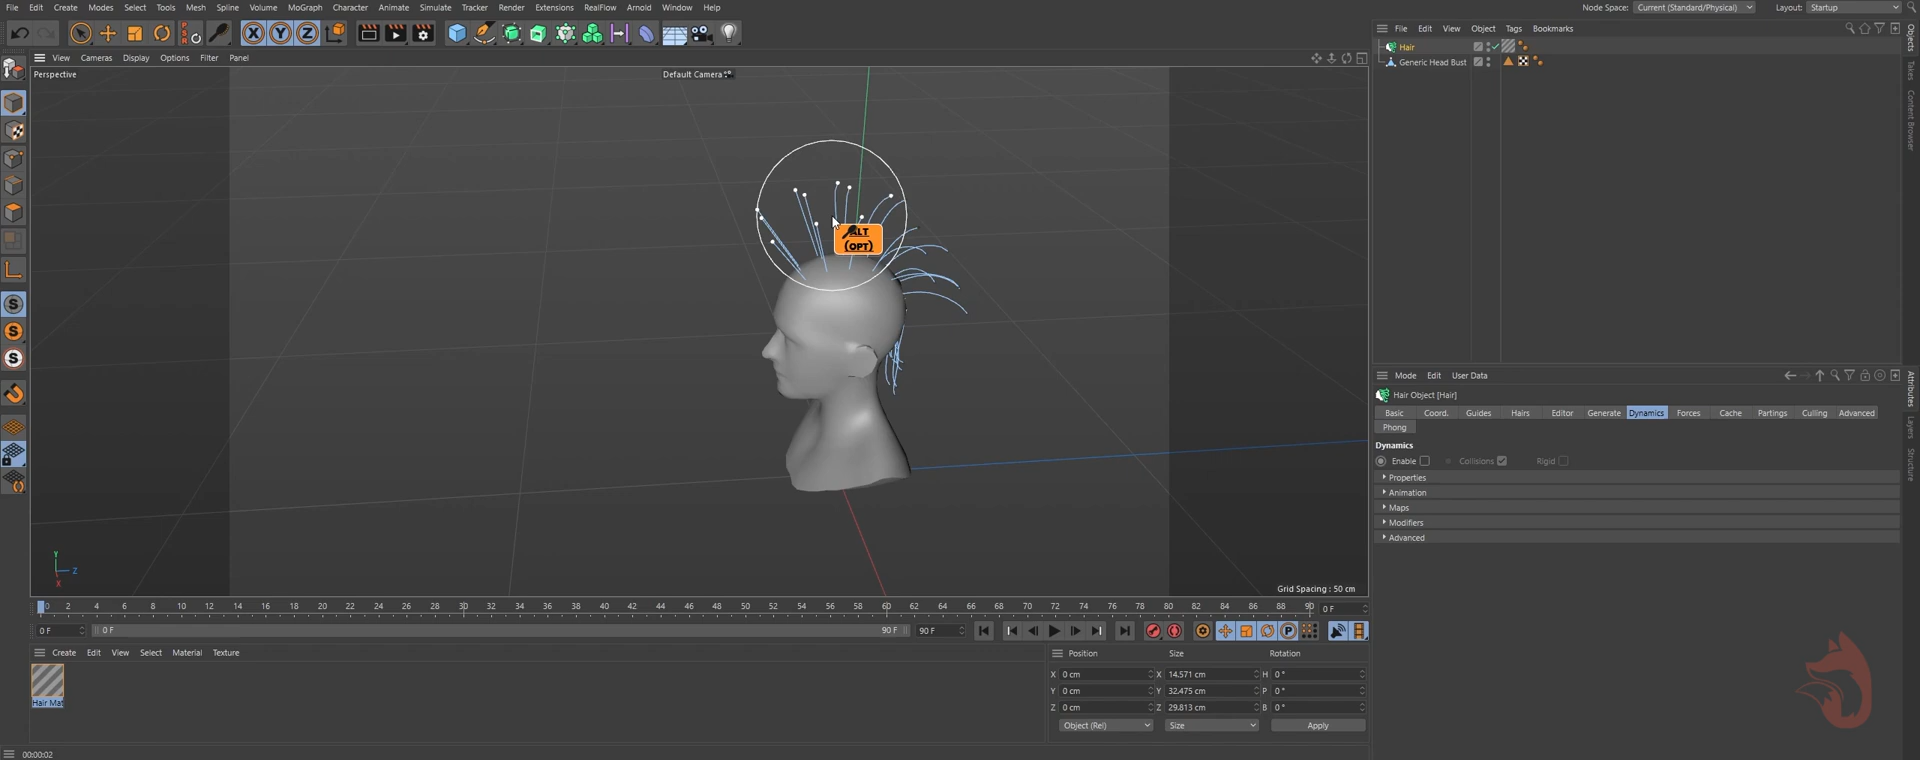 File Edit Create Modes Select Tools Mesh Spline Volume MoGraph Character Animate Simulate Tracker Render Extensions RealFlow Arnold Window Help Node Space: Current (Standard/Physical) Layout: Startup
PSR X Y Z
View Cameras Display Options Filter Panel
Perspective
Default Camera
ALT
(OPT)
Y
Z
X
Grid Spacing : 50 cm
File Edit View Object Tags Bookmarks
Hair
Generic Head Bust
Objects
Takes
Content Browser
Mode Edit User Data
Hair Object [Hair]
Basic Coord. Guides Hairs Editor Generate Dynamics Forces Cache Partings Culling Advanced
Phong
Dynamics
Enable Collisions Rigid
Properties
Animation
Maps
Modifiers
Advanced
Attributes
Layers
Structure
0 2 4 6 8 10 12 14 16 18 20 22 24 26 28 30 32 34 36 38 40 42 44 46 48 50 52 54 56 58 60 62 64 66 68 70 72 74 76 78 80 82 84 86 88 90 0 F
0 F 0 F 90 F 90 F
Create Edit View Select Material Texture
Hair Mat
Position Size Rotation
X 0 cm X 14.571 cm H 0 °
Y 0 cm Y 32.475 cm P 0 °
Z 0 cm Z 29.813 cm B 0 °
Object (Rel) Size Apply
00:00:02